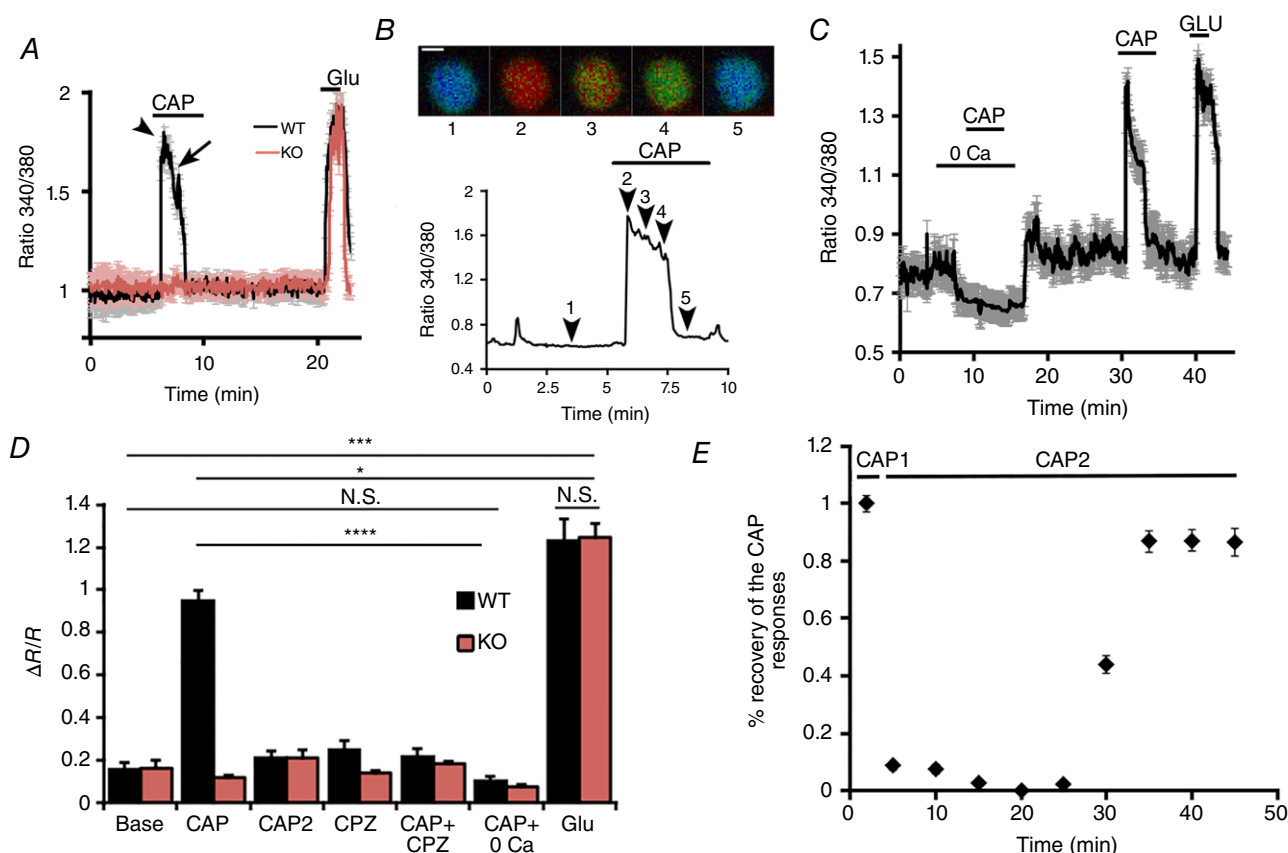 A
CAP
Glu
WT
KO
2
1.5
1
Ratio 340/380
0
10
20
Time (min)
B
1
2
3
4
5
CAP
2
1.6
1.2
0.8
0.4
Ratio 340/380
1
2
3
4
5
0
2.5
5
7.5
10
Time (min)
C
GLU
CAP
CAP
0 Ca
1.5
1.3
1.1
0.9
0.7
0.5
Ratio 340/380
0
10
20
30
40
Time (min)
D
***
*
N.S.
N.S.
****
WT
KO
1.4
1.2
1
0.8
0.6
0.4
0.2
0
ΔR/R
Base
CAP
CAP2
CPZ
CAP+
CPZ
CAP+
0 Ca
Glu
E
CAP1
CAP2
1.2
1
0.8
0.6
0.4
0.2
0
% recovery of the CAP
responses
0
10
20
30
40
50
Time (min)